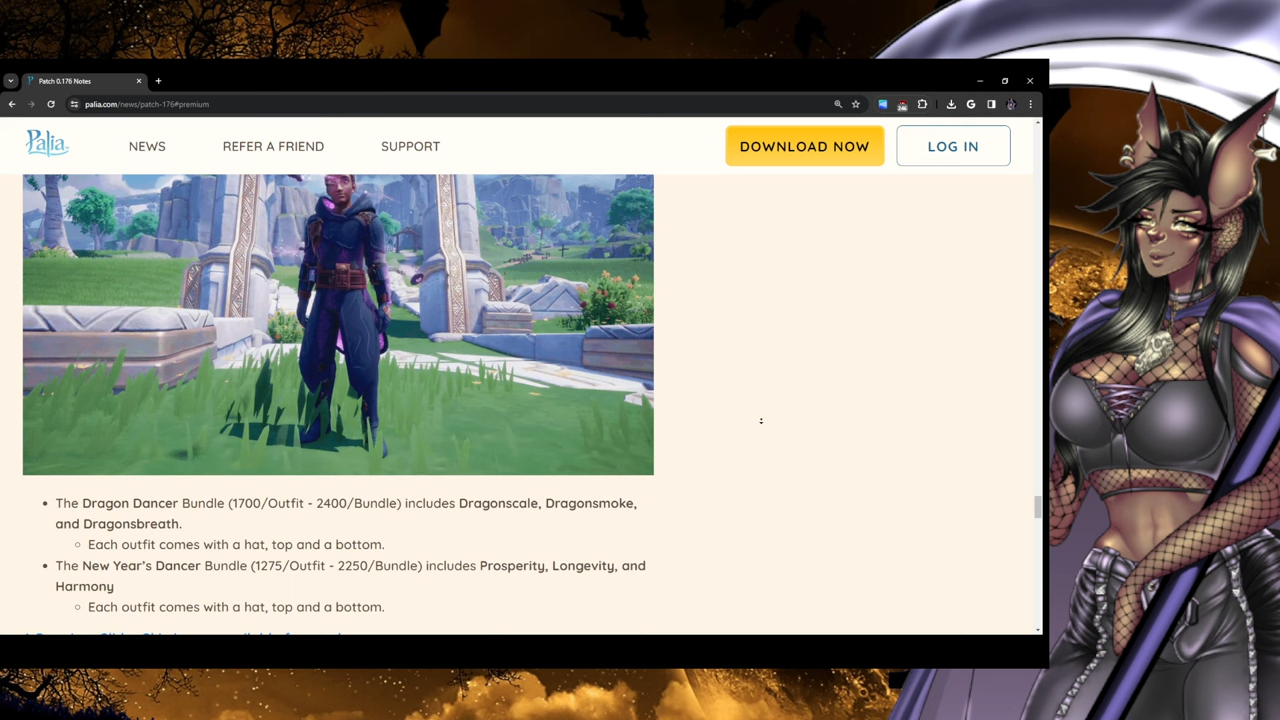 Patch 0.176 Notes
palia.com/news/patch-176#premium
246
Palia
NEWS
REFER A FRIEND
SUPPORT
DOWNLOAD NOW
LOG IN
The Dragon Dancer Bundle (1700/Outfit - 2400/Bundle) includes Dragonscale, Dragonsmoke,
and Dragonsbreath.
Each outfit comes with a hat, top and a bottom.
The New Year's Dancer Bundle (1275/Outfit - 2250/Bundle) includes Prosperity, Longevity, and
Harmony
Each outfit comes with a hat, top and a bottom.